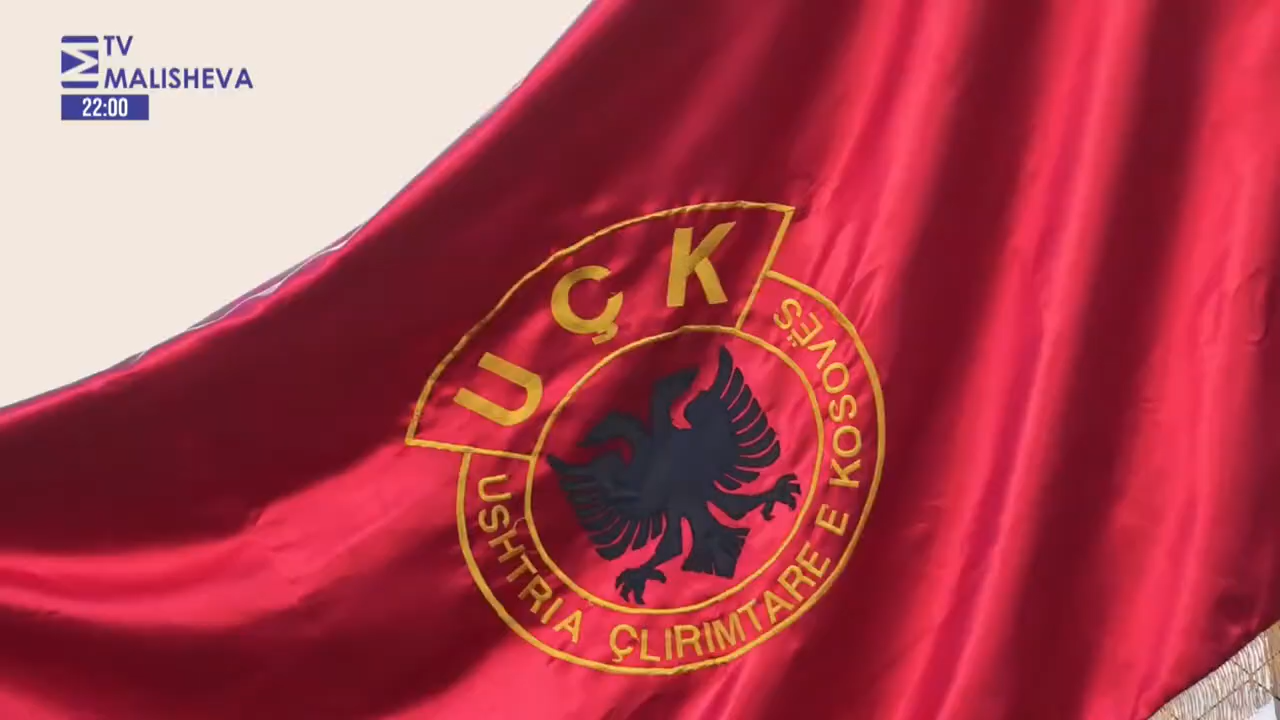 TV
MALISHEVA
22:00
UÇK
USHTRIA ÇLIRIMTARE E KOSOVËS